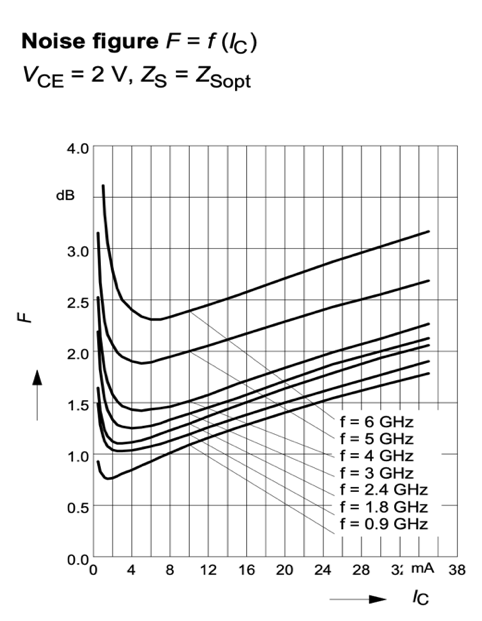 Noise figure F = f (IC)
VCE = 2 V, ZS = ZSopt
4.0
dB
3.0
2.5
F
2.0
1.5
f = 6 GHz
f = 5 GHz
1.0
f = 4 GHz
f = 3 GHz
f = 2.4 GHz
0.5
f = 1.8 GHz
f = 0.9 GHz
0.0
0 4 8 12 16 20 24 28 mA 38
IC